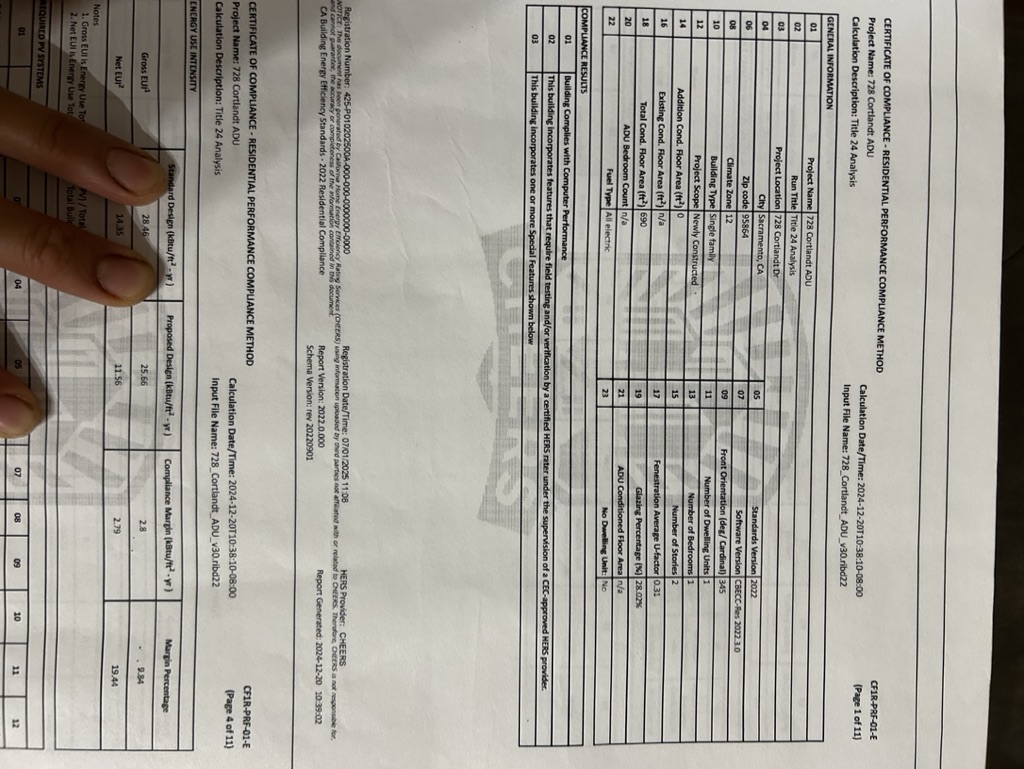 CERTIFICATE OF COMPLIANCE - RESIDENTIAL PERFORMANCE COMPLIANCE METHOD
CF1R-PRF-01-E
Project Name: 728 Cortlandt ADU
Calculation Date/Time: 2024-12-20T10:38:10-08:00
(Page 1 of 11)
Calculation Description: Title 24 Analysis
Input File Name: 728_Cortlandt_ADU_v30.ribd22
GENERAL INFORMATION
01 Project Name 728 Cortlandt ADU
02 Run Title Title 24 Analysis
03 Project Location 728 Cortlandt Dr
04 City Sacramento, CA 05 Standards Version 2022
06 Zip code 95864 07 Software Version CBECC-Res 2022.3.0
08 Climate Zone 12 09 Front Orientation (deg/ Cardinal) 345
10 Building Type Single family 11 Number of Dwelling Units 1
12 Project Scope Newly Constructed 13 Number of Bedrooms 1
14 Addition Cond. Floor Area (ft²) 0 15 Number of Stories 2
16 Existing Cond. Floor Area (ft²) n/a 17 Fenestration Average U-factor 0.31
18 Total Cond. Floor Area (ft²) 690 19 Glazing Percentage (%) 28.02%
20 ADU Bedroom Count n/a 21 ADU Conditioned Floor Area n/a
22 Fuel Type All electric 23 No Dwelling Unit: No
COMPLIANCE RESULTS
01 Building Complies with Computer Performance
02 This building incorporates features that require field testing and/or verification by a certified HERS rater under the supervision of a CEC-approved HERS provider.
03 This building incorporates one or more Special Features shown below
CHEERS
Registration Number: 425-P010202500A-000-000-0000000-0000
Registration Date/Time: 07/01/2025 11:08
HERS Provider: CHEERS
NOTICE: This document has been generated by California Home Energy Efficiency Rating Services (CHEERS) using information uploaded by third parties not affiliated with or related to CHEERS. Therefore, CHEERS is not responsible for,
and cannot guarantee, the accuracy or completeness of the information contained in this document.
CA Building Energy Efficiency Standards - 2022 Residential Compliance
Report Version: 2022.0.000
Report Generated: 2024-12-20 10:39:02
Schema Version: rev 20220901
CERTIFICATE OF COMPLIANCE - RESIDENTIAL PERFORMANCE COMPLIANCE METHOD
CF1R-PRF-01-E
Project Name: 728 Cortlandt ADU
Calculation Date/Time: 2024-12-20T10:38:10-08:00
(Page 4 of 11)
Calculation Description: Title 24 Analysis
Input File Name: 728_Cortlandt_ADU_v30.ribd22
ENERGY USE INTENSITY
Standard Design (kBtu/ft² - yr ) Proposed Design (kBtu/ft² - yr ) Compliance Margin (kBtu/ft² - yr ) Margin Percentage
Gross EUI¹ 28.46 25.66 2.8 9.84
Net EUI² 14.35 11.56 2.79 19.44
Notes
1. Gross EUI is Energy Use To
2. Net EUI is Energy Use Tot
PV) / Total
Total Buil
REQUIRED PV SYSTEMS
01 04 05 07 08 09 10 11 12